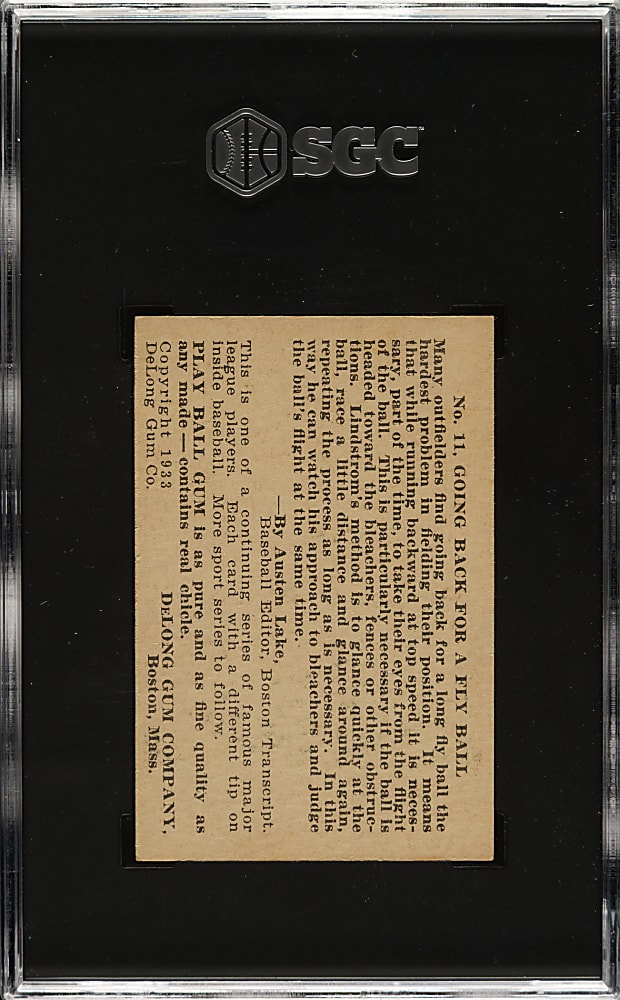 SGC
No. 11, GOING BACK FOR A FLY BALL
Many outfielders find going back for a long fly ball the
hardest problem in fielding their position. It means
that while running backward at top speed it is neces-
sary, part of the time, to take their eyes from the flight
of the ball. This is particularly necessary if the ball is
headed toward the bleachers, fences or other obstruc-
tions. Lindstrom's method is to glance quickly at the
ball, race a little distance and glance around again,
repeating the process as long as is necessary. In this
way he can watch his approach to bleachers and judge
the ball's flight at the same time.
—By Austen Lake,
Baseball Editor, Boston Transcript.
This is one of a continuing series of famous major
league players. Each card with a different tip on
inside baseball. More sport series to follow.
PLAY BALL GUM is as pure and as fine quality as
any made — contains real chicle.
Copyright 1933 DELONG GUM COMPANY,
DeLong Gum Co. Boston, Mass.